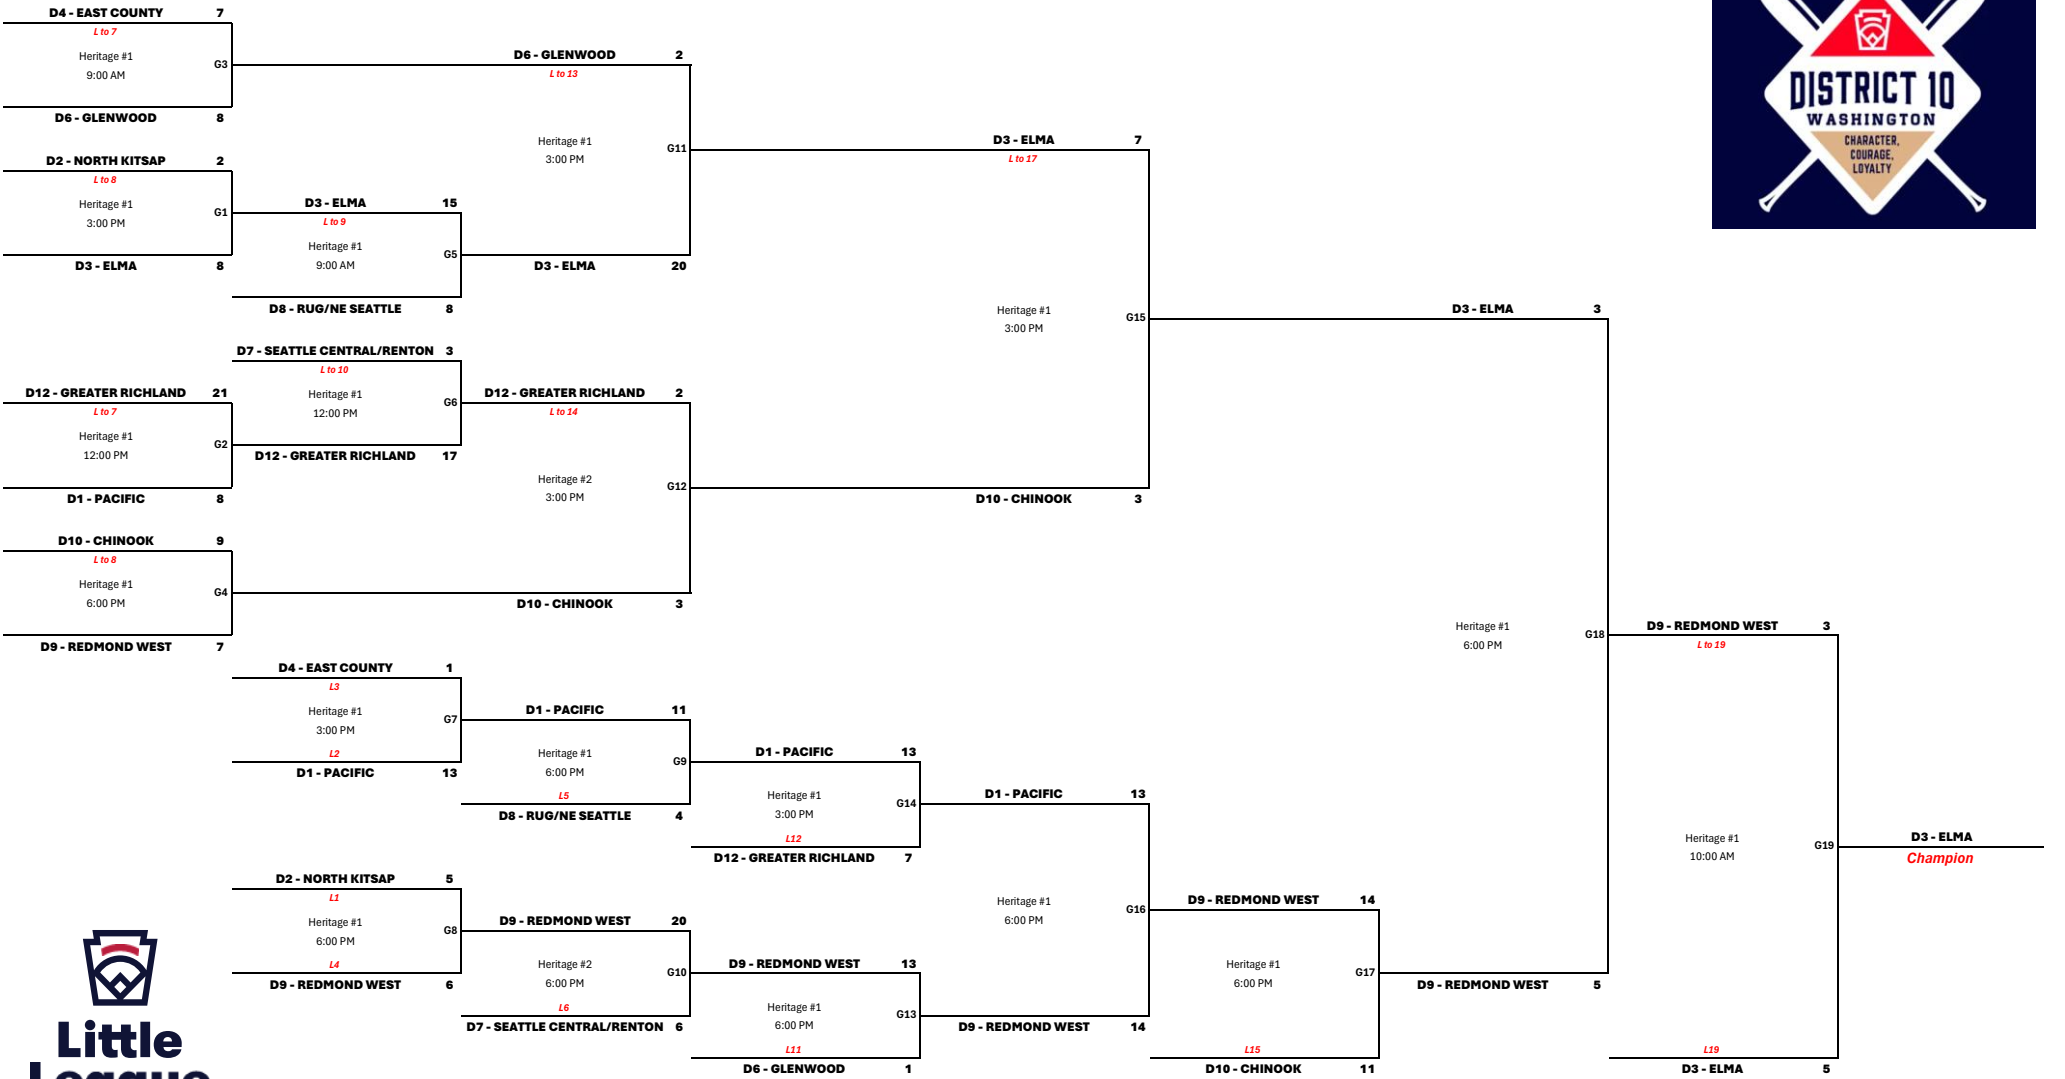 D4 - EAST COUNTY 7
L to 7
Heritage #1
9:00 AM
G3
D6 - GLENWOOD 8
D2 - NORTH KITSAP 2
L to 8
Heritage #1
3:00 PM
G1
D3 - ELMA 8
D3 - ELMA 15
L to 9
Heritage #1
9:00 AM
G5
D8 - RUG/NE SEATTLE 8
D6 - GLENWOOD 2
L to 13
Heritage #1
3:00 PM
G11
D3 - ELMA 20
D7 - SEATTLE CENTRAL/RENTON 3
L to 10
Heritage #1
12:00 PM
G6
D12 - GREATER RICHLAND 17
D12 - GREATER RICHLAND 21
L to 7
Heritage #1
12:00 PM
G2
D1 - PACIFIC 8
D10 - CHINOOK 9
L to 8
Heritage #1
6:00 PM
G4
D9 - REDMOND WEST 7
D12 - GREATER RICHLAND 2
L to 14
Heritage #2
3:00 PM
G12
D10 - CHINOOK 3
D3 - ELMA 7
L to 17
Heritage #1
3:00 PM
G15
D10 - CHINOOK 3
D3 - ELMA 3
Heritage #1
6:00 PM
G18
D9 - REDMOND WEST 5
D4 - EAST COUNTY 1
L3
Heritage #1
3:00 PM
G7
L2
D1 - PACIFIC 13
D1 - PACIFIC 11
Heritage #1
6:00 PM
G9
L5
D8 - RUG/NE SEATTLE 4
D1 - PACIFIC 13
Heritage #1
3:00 PM
G14
L12
D12 - GREATER RICHLAND 7
D2 - NORTH KITSAP 5
L1
Heritage #1
6:00 PM
G8
L4
D9 - REDMOND WEST 6
D9 - REDMOND WEST 20
Heritage #2
6:00 PM
G10
L6
D7 - SEATTLE CENTRAL/RENTON 6
D9 - REDMOND WEST 13
Heritage #1
6:00 PM
G13
L11
D6 - GLENWOOD 1
D1 - PACIFIC 13
Heritage #1
6:00 PM
G16
D9 - REDMOND WEST 14
D9 - REDMOND WEST 14
Heritage #1
6:00 PM
G17
L15
D10 - CHINOOK 11
D9 - REDMOND WEST 3
L to 19
Heritage #1
10:00 AM
G19
L19
D3 - ELMA 5
D3 - ELMA
Champion
DISTRICT 10
WASHINGTON
CHARACTER,
COURAGE,
LOYALTY
Little
League